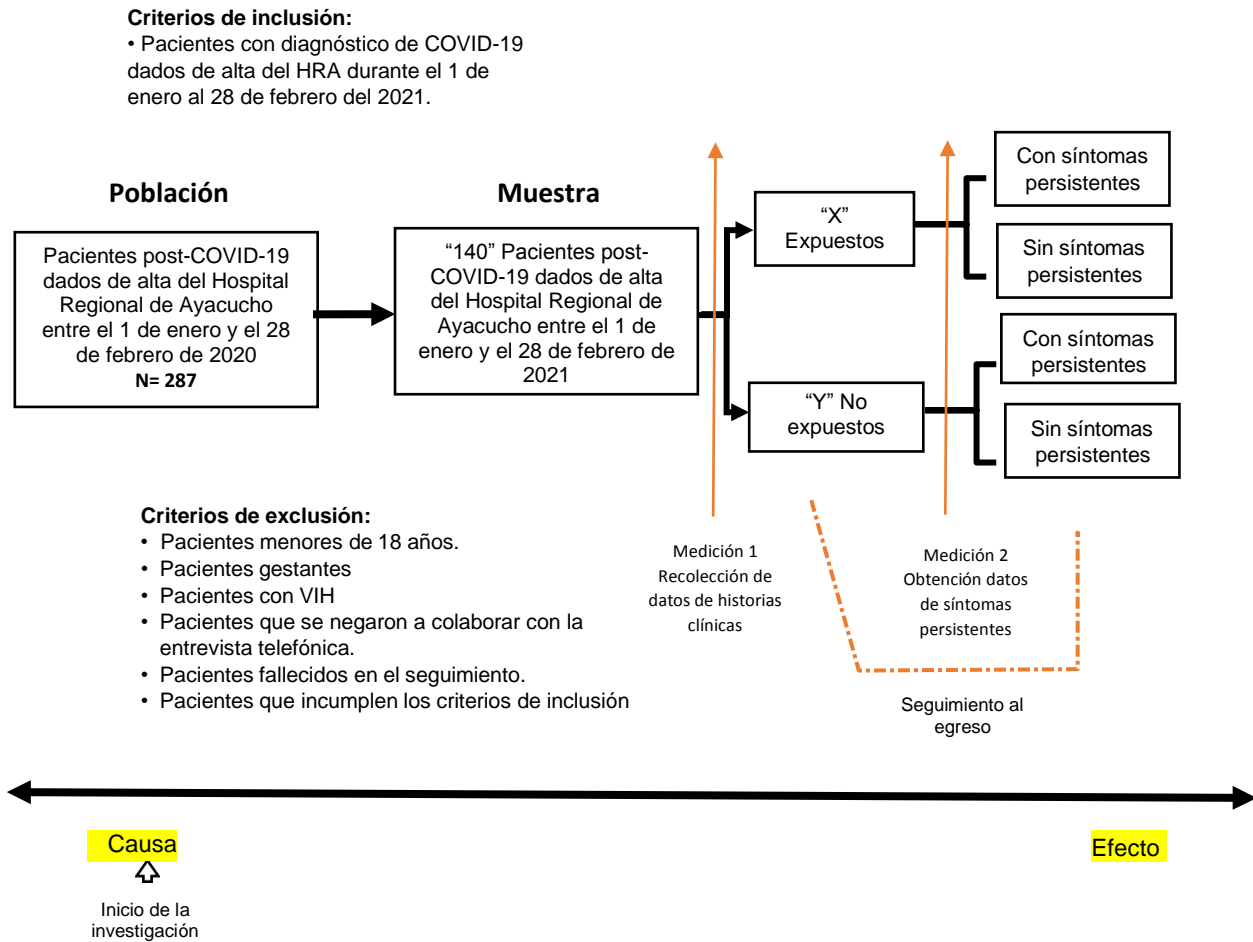 Criterios de inclusión:
• Pacientes con diagnóstico de COVID-19
dados de alta del HRA durante el 1 de
enero al 28 de febrero del 2021.
Población
Pacientes post-COVID-19
dados de alta del Hospital
Regional de Ayacucho
entre el 1 de enero y el 28
de febrero de 2020
N= 287
Muestra
“140” Pacientes post-
COVID-19 dados de alta
del Hospital Regional de
Ayacucho entre el 1 de
enero y el 28 de febrero de
2021
“X”
Expuestos
Con síntomas
persistentes
Sin síntomas
persistentes
“Y” No
expuestos
Con síntomas
persistentes
Sin síntomas
persistentes
Criterios de exclusión:
• Pacientes menores de 18 años.
• Pacientes gestantes
• Pacientes con VIH
• Pacientes que se negaron a colaborar con la
entrevista telefónica.
• Pacientes fallecidos en el seguimiento.
• Pacientes que incumplen los criterios de inclusión
Medición 1
Recolección de
datos de historias
clínicas
Medición 2
Obtención datos
de síntomas
persistentes
Seguimiento al
egreso
Causa
Efecto
Inicio de la
investigación